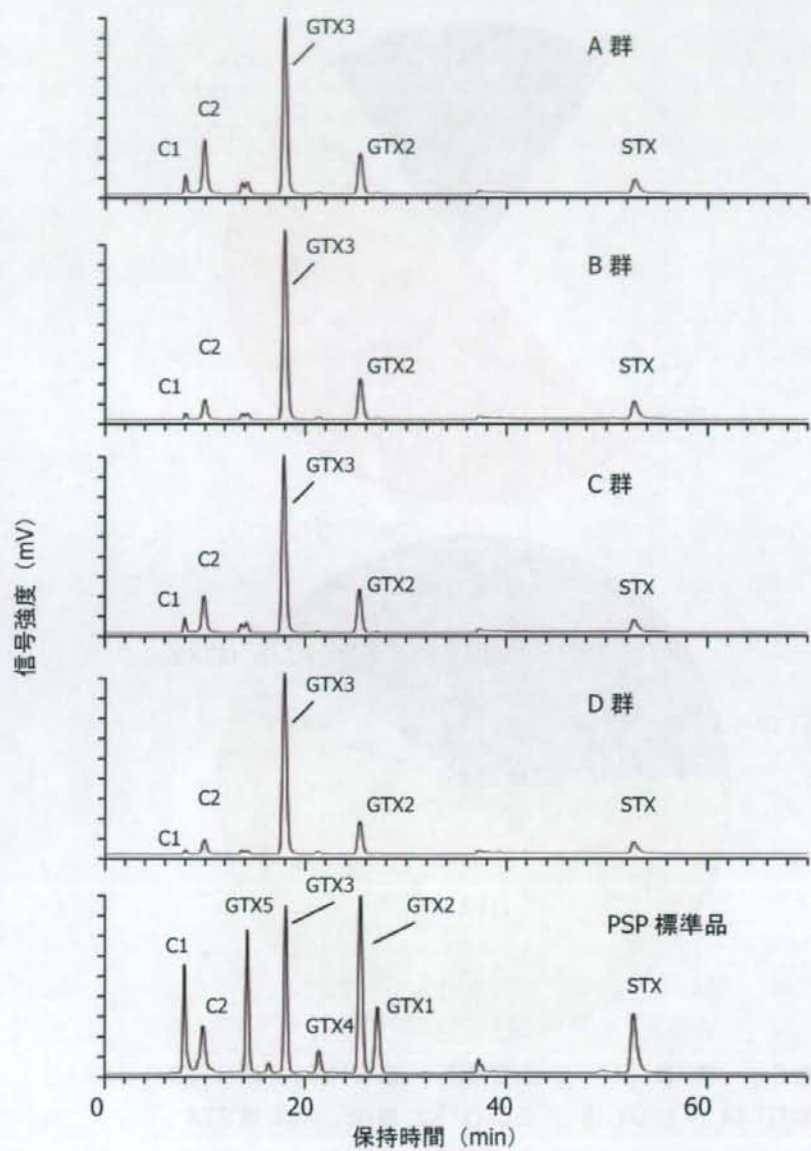 GTX3
A 群
C2
C1
GTX2
STX
GTX3
B 群
C2
C1
GTX2
STX
GTX3
C 群
C2
C1
GTX2
STX
GTX3
D 群
C2
C1
GTX2
STX
GTX3
GTX5
GTX2
PSP 標準品
C1
C2
GTX4
GTX1
STX
0 20 40 60
保持時間（min）
信号強度（mV）